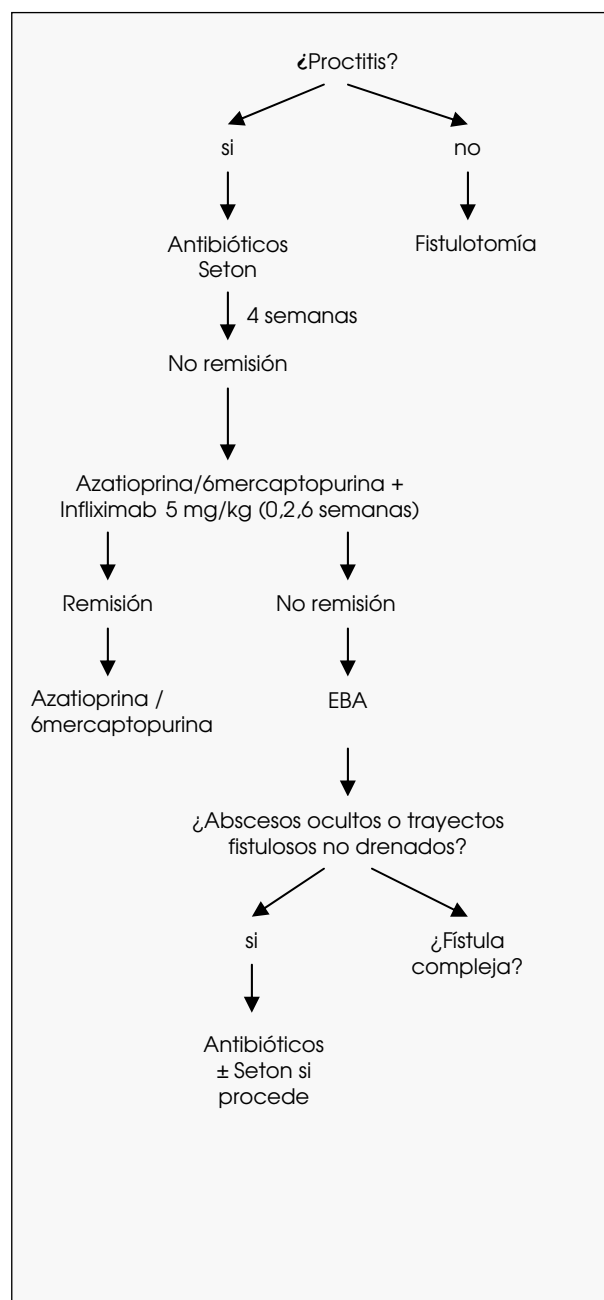 ¿Proctitis?
si
no
Antibióticos
Seton
Fistulotomía
4 semanas
No remisión
Azatioprina/6mercaptopurina +
Infliximab 5 mg/kg (0,2,6 semanas)
Remisión
No remisión
Azatioprina /
6mercaptopurina
EBA
¿Abscesos ocultos o trayectos
fistulosos no drenados?
si
¿Fístula
compleja?
Antibióticos
± Seton si
procede